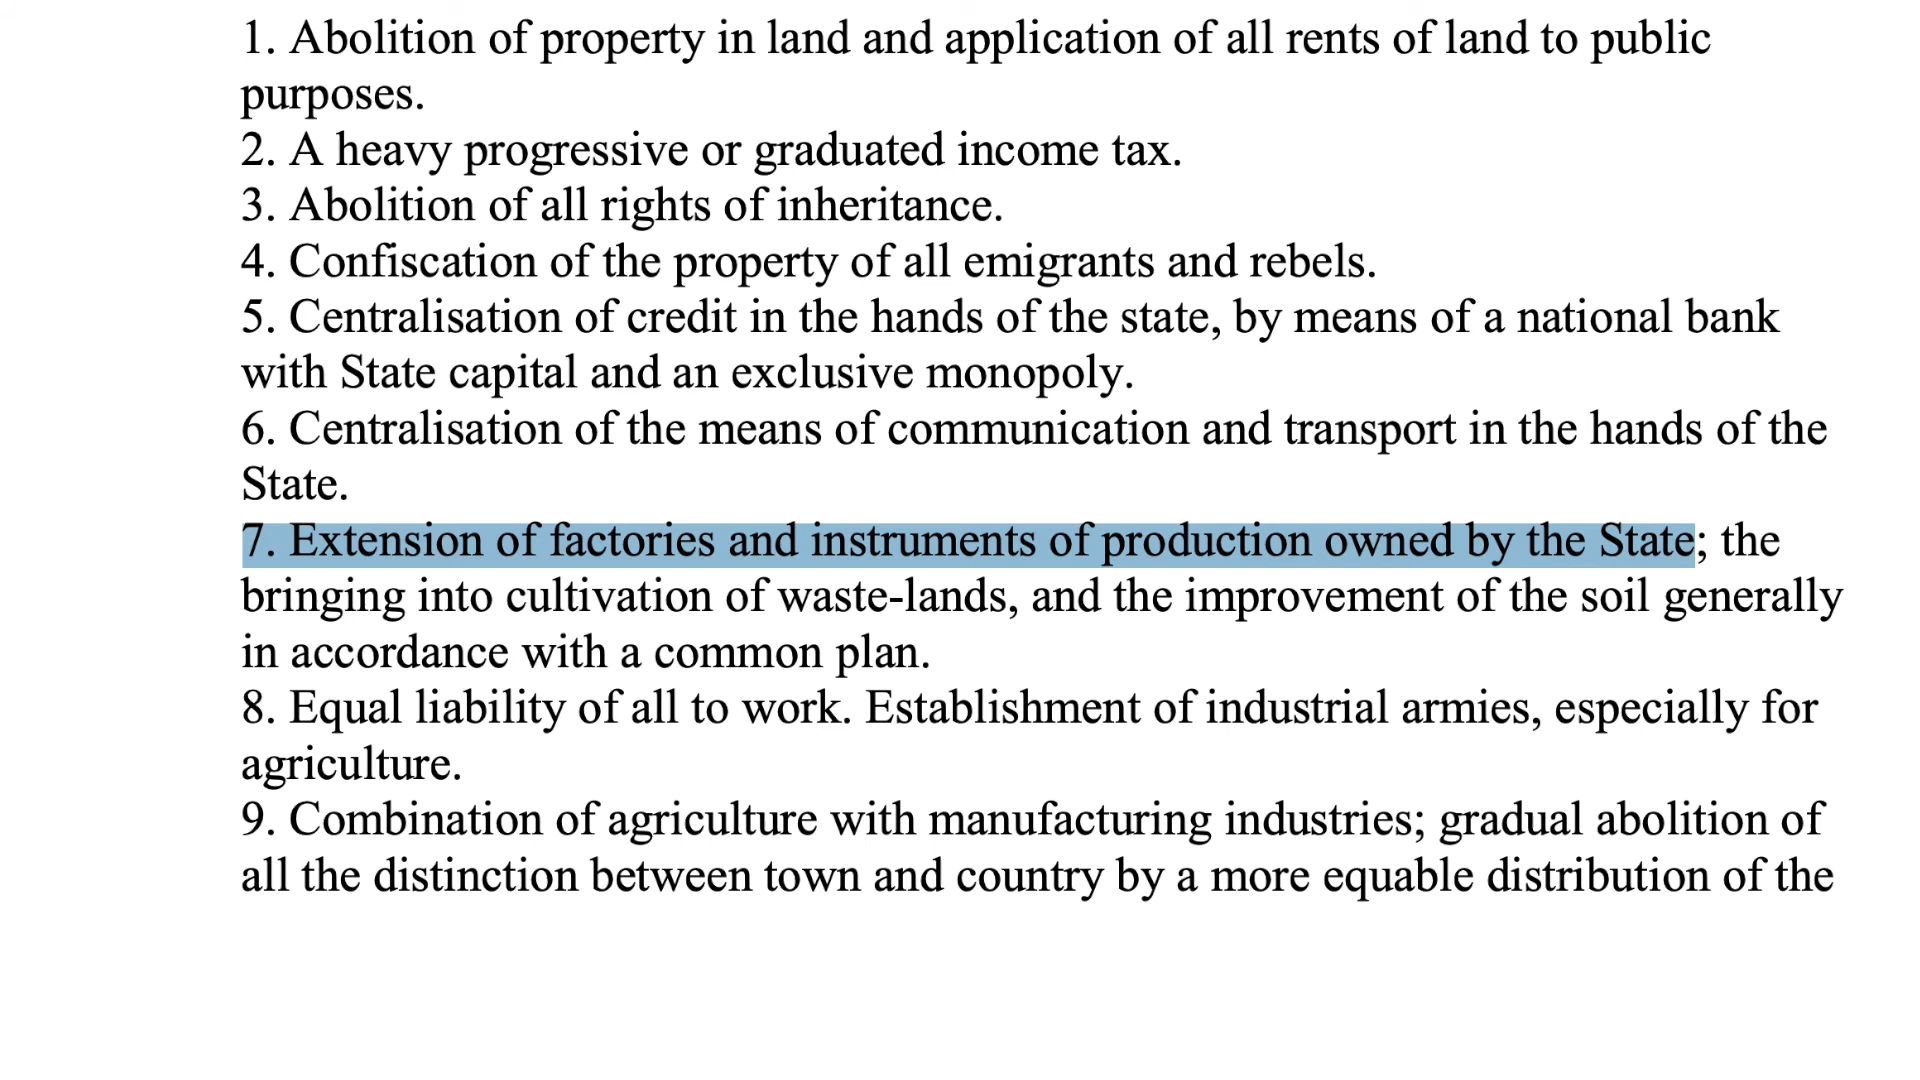 1. Abolition of property in land and application of all rents of land to public
purposes.
2. A heavy progressive or graduated income tax.
3. Abolition of all rights of inheritance.
4. Confiscation of the property of all emigrants and rebels.
5. Centralisation of credit in the hands of the state, by means of a national bank
with State capital and an exclusive monopoly.
6. Centralisation of the means of communication and transport in the hands of the
State.
7. Extension of factories and instruments of production owned by the State; the
bringing into cultivation of waste-lands, and the improvement of the soil generally
in accordance with a common plan.
8. Equal liability of all to work. Establishment of industrial armies, especially for
agriculture.
9. Combination of agriculture with manufacturing industries; gradual abolition of
all the distinction between town and country by a more equable distribution of the